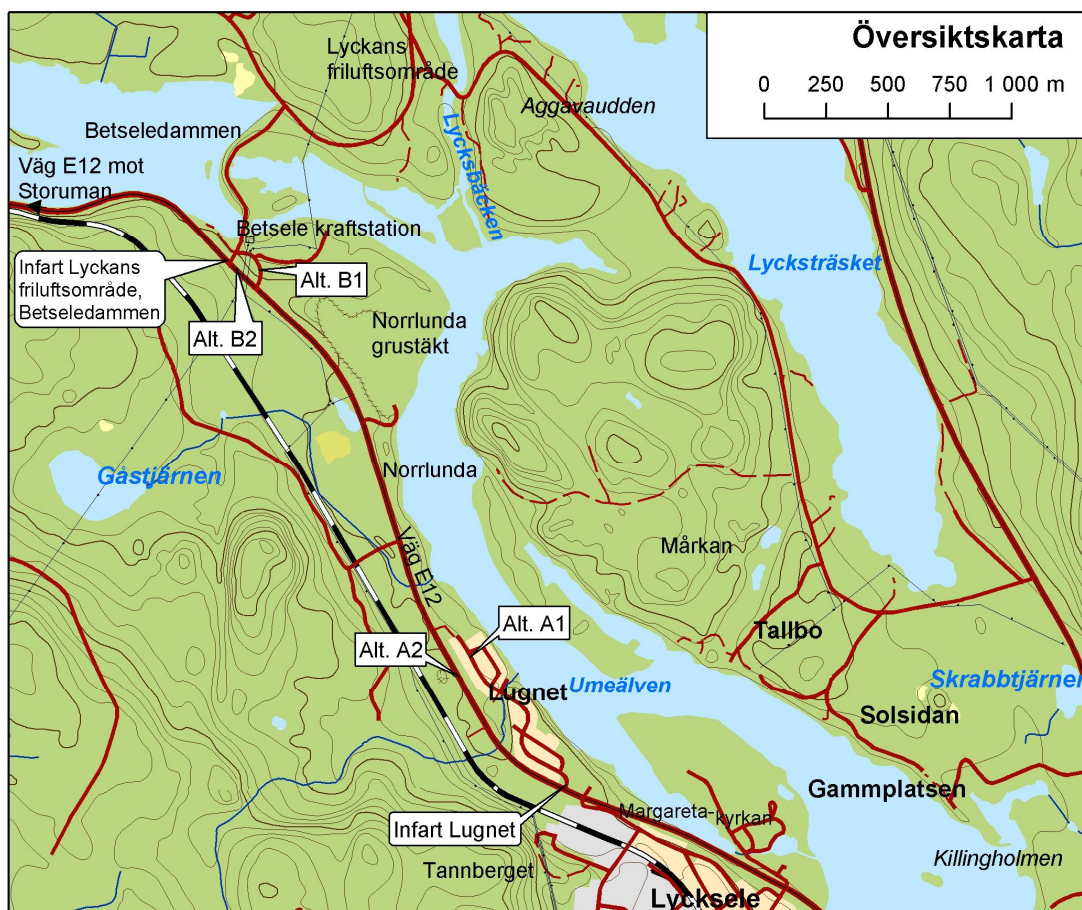 Översiktskarta
0 250 500 750 1 000 m
Lyckans
friluftsområde
Aggavaudden
Betseledammen
Lycksbäcken
Väg E12 mot
Storuman
Betsele kraftstation
Infart Lyckans
friluftsområde,
Betseledammen
Alt. B1
Lycksträsket
Alt. B2
Norrlunda
grustäkt
Gåstjärnen
Norrlunda
Väg E12
Mårkan
Alt. A1
Tallbo
Alt. A2
Lugnet
Umeälven
Skrabbtjärnen
Solsidan
Gammplatsen
Infart Lugnet
Margareta-kyrkan
Tannberget
Killingholmen
Lycksele